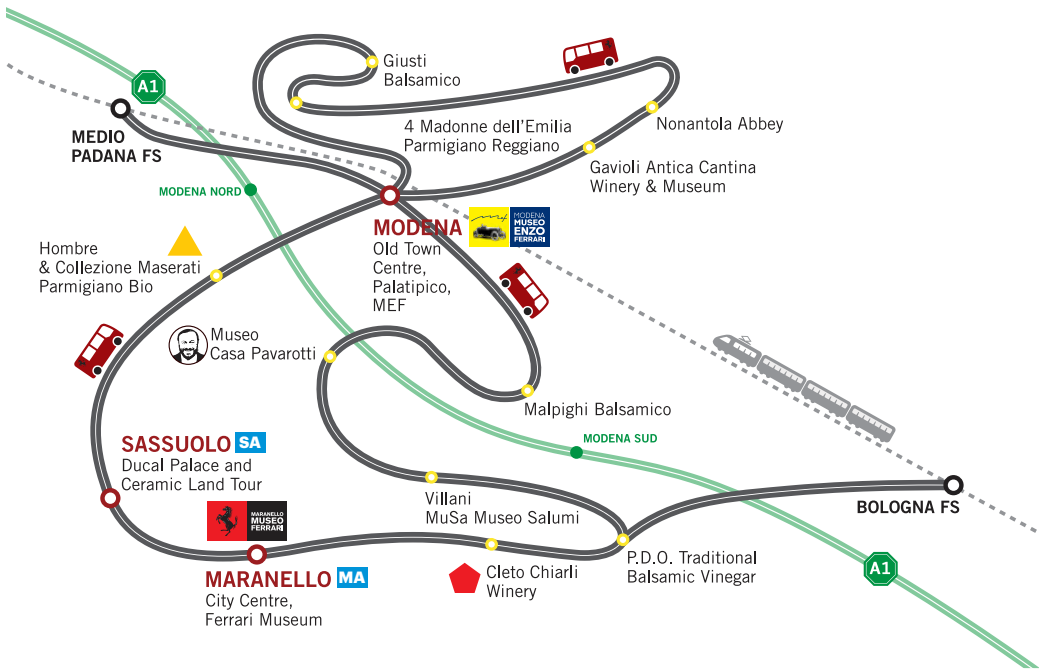 A1
Giusti
Balsamico
MEDIO
PADANA FS
4 Madonne dell'Emilia
Parmigiano Reggiano
Nonantola Abbey
Gavioli Antica Cantina
Winery & Museum
MODENA NORD
MODENA
MODENA
MUSEO
ENZO
FERRARI
Old Town
Centre,
Palatipico,
MEF
Hombre
& Collezione Maserati
Parmigiano Bio
Museo
Casa Pavarotti
Malpighi Balsamico
MODENA SUD
SASSUOLO SA
Ducal Palace and
Ceramic Land Tour
MARANELLO
MUSEO
FERRARI
Villani
MuSa Museo Salumi
BOLOGNA FS
P.D.O. Traditional
Balsamic Vinegar
A1
Cleto Chiarli
Winery
MARANELLO MA
City Centre,
Ferrari Museum